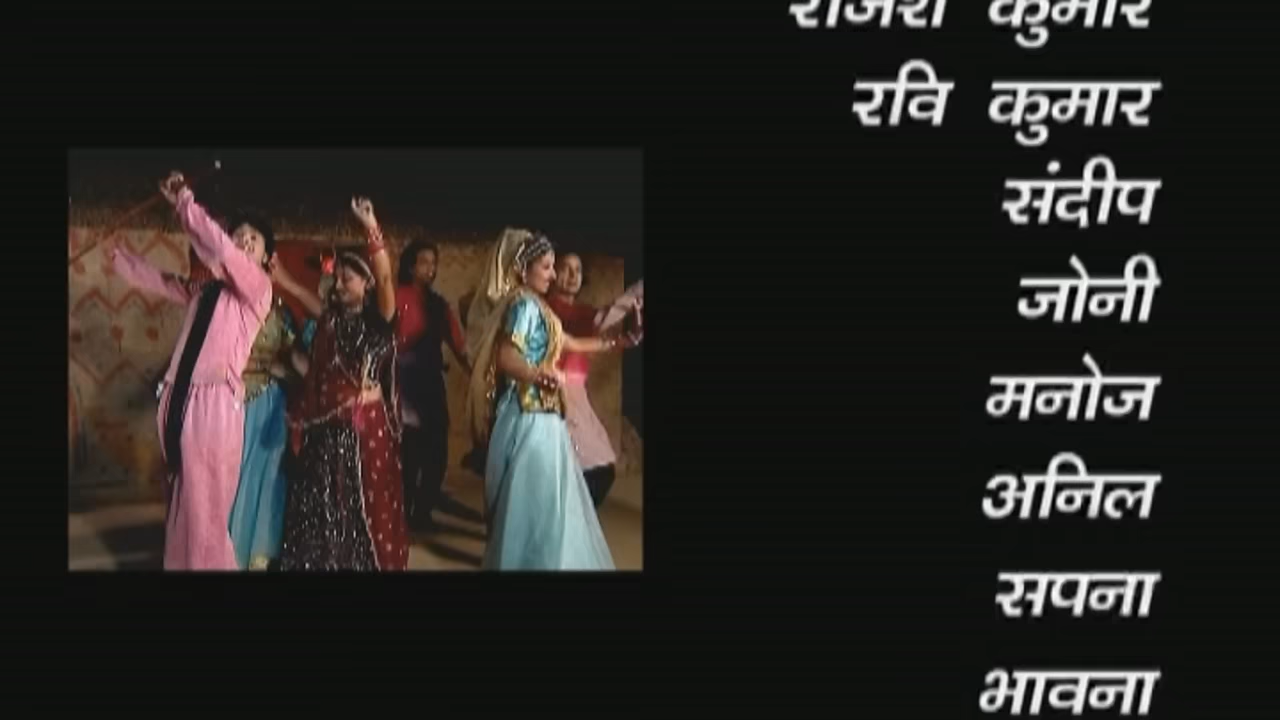 राजेश कुमार
रवि कुमार
संदीप
जोनी
मनोज
अनिल
सपना
भावना